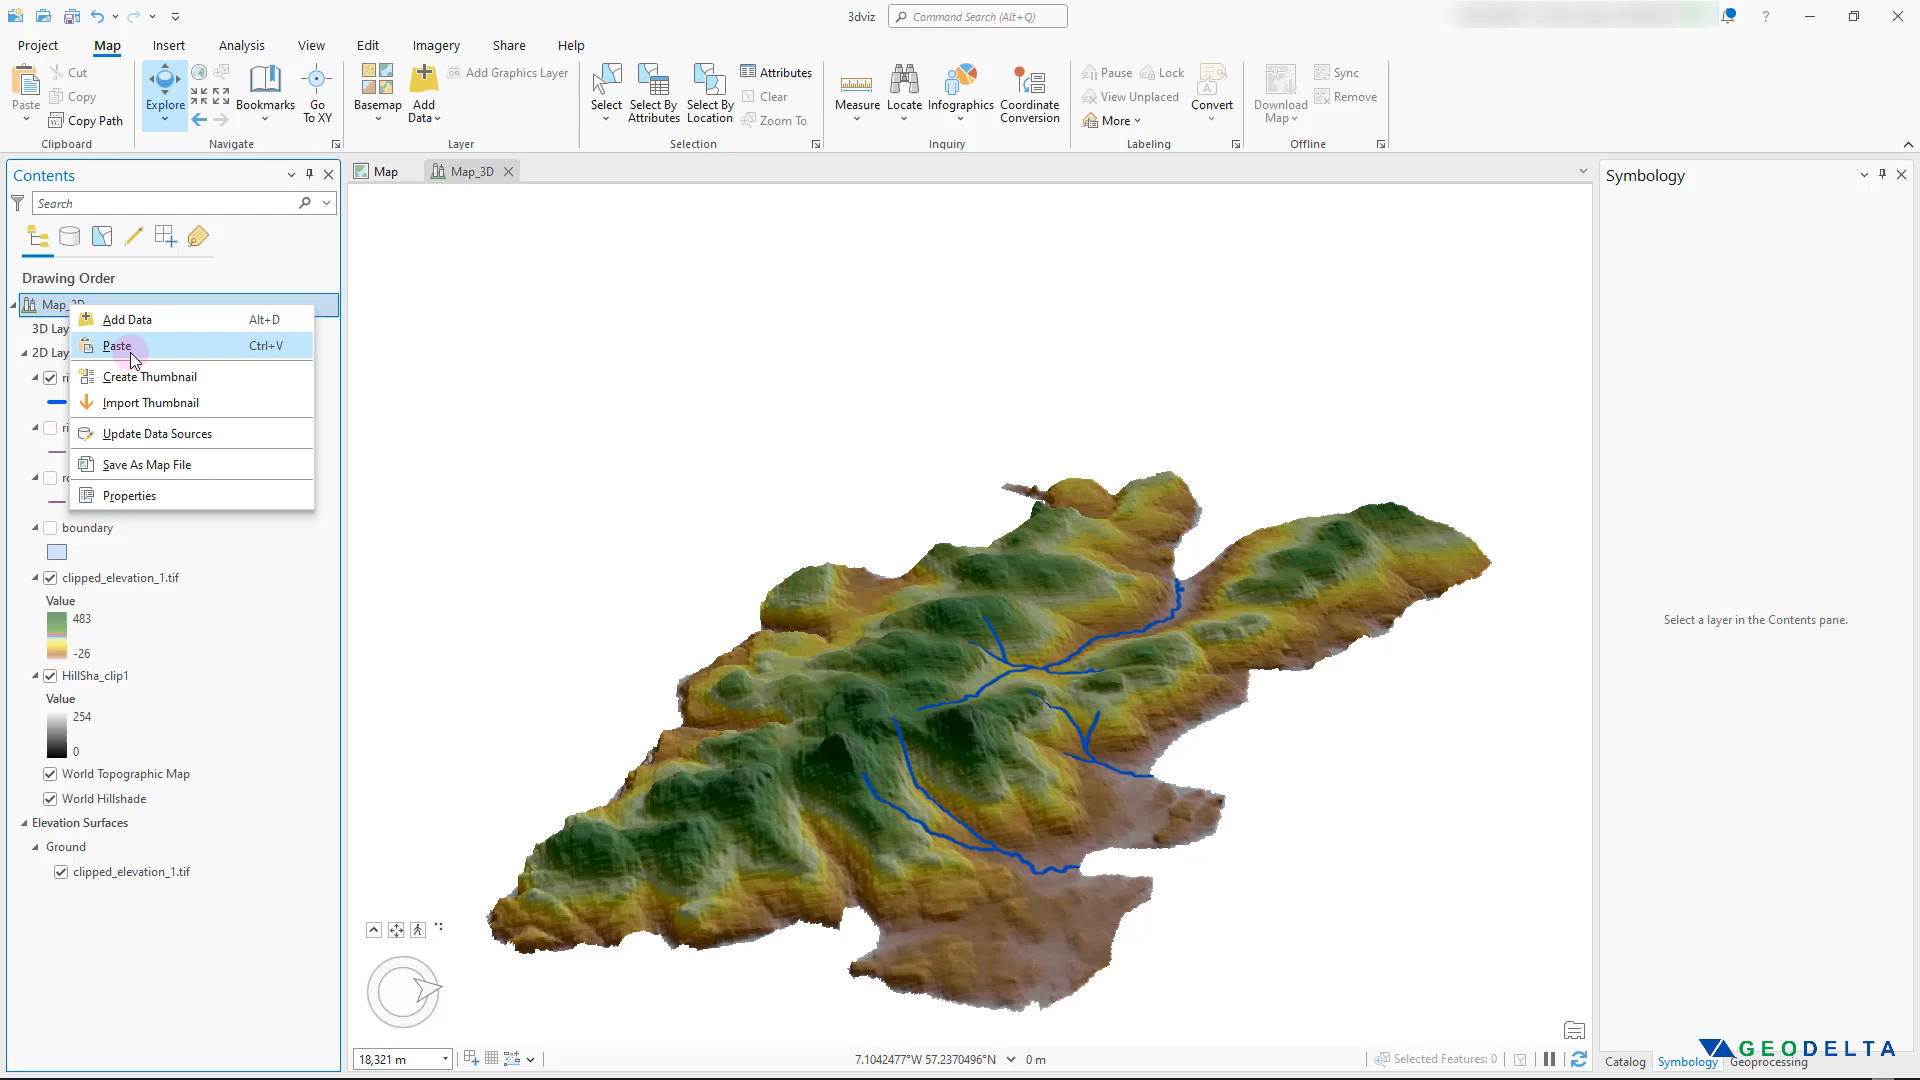 3dviz
Command Search (Alt+Q)
?
Project
Map
Insert
Analysis
View
Edit
Imagery
Share
Help
Paste
Cut
Copy
Copy Path
Clipboard
Explore
Bookmarks
Go To XY
Navigate
Basemap
Add Data
Add Graphics Layer
Layer
Select
Select By Attributes
Select By Location
Attributes
Clear
Zoom To
Selection
Measure
Locate
Infographics
Coordinate Conversion
Inquiry
Pause
Lock
View Unplaced
More
Convert
Labeling
Download Map
Sync
Remove
Offline
Contents
Search
Drawing Order
Map_3D
3D Lay
2D Lay
Add Data Alt+D
Paste Ctrl+V
Create Thumbnail
Import Thumbnail
Update Data Sources
Save As Map File
Properties
ri
ri
ro
boundary
clipped_elevation_1.tif
Value
483
-26
HillSha_clip1
Value
254
0
World Topographic Map
World Hillshade
Elevation Surfaces
Ground
clipped_elevation_1.tif
Map
Map_3D
18,321 m
7.1042477°W 57.2370496°N
0 m
Selected Features: 0
Symbology
Select a layer in the Contents pane.
GEODELTA
Catalog
Symbology
Geoprocessing